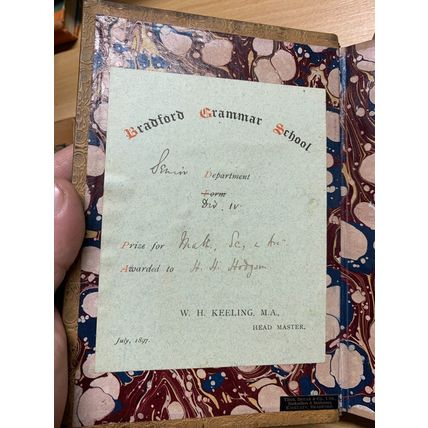 Bradford Grammar School
Senior Department
Form
Div. IV.
Prize for Math, Sc,
Awarded to H. H. Hodgson
W. H. KEELING, M.A.,
HEAD MASTER.
July, 1897.